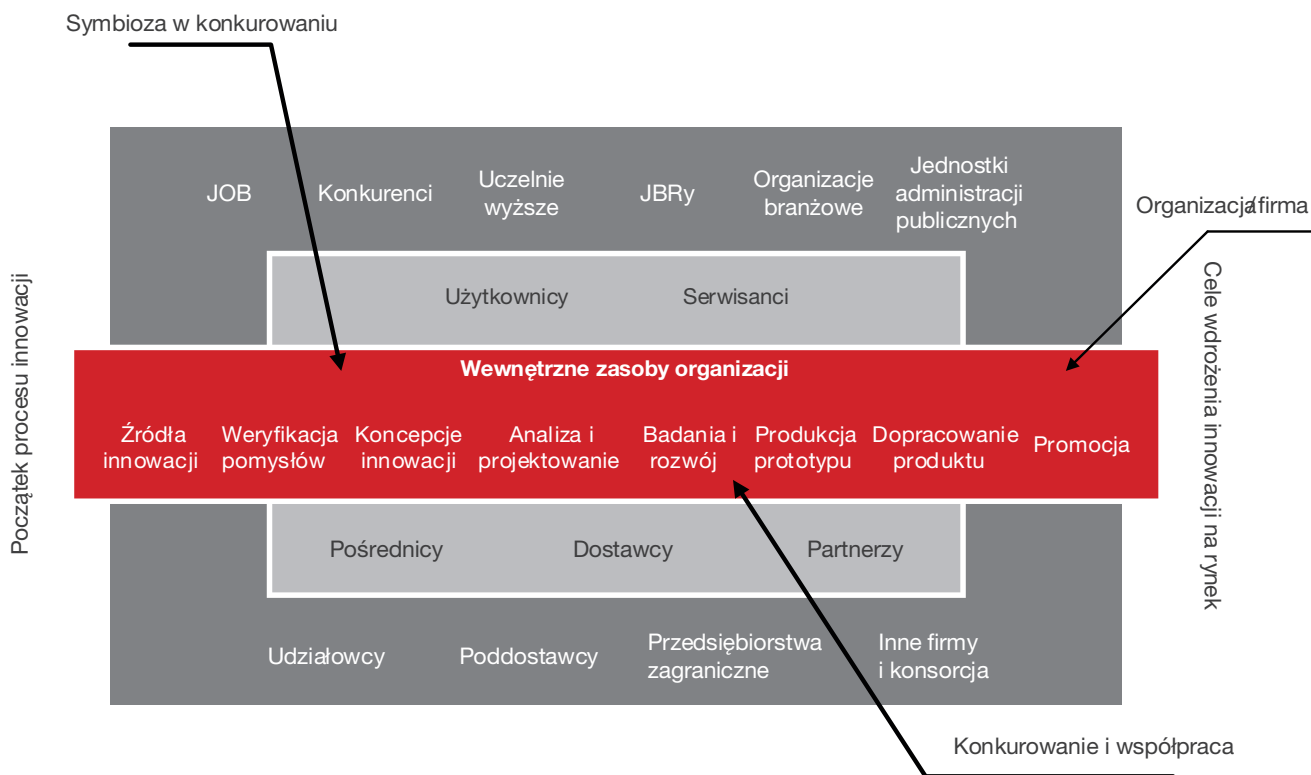 Symbioza w konkurowaniu
JOB
Konkurenci
Uczelnie
wyższe
JBRy
Organizacje
branżowe
Jednostki
administracji
publicznych
Organizacja/firma
Użytkownicy
Serwisanci
Początek procesu innowacji
Cele wdrożenia innowacji na rynek
Wewnętrzne zasoby organizacji
Źródła
innowacji
Weryfikacja
pomysłów
Koncepcje
innowacji
Analiza i
projektowanie
Badania i
rozwój
Produkcja
prototypu
Dopracowanie
produktu
Promocja
Pośrednicy
Dostawcy
Partnerzy
Udziałowcy
Poddostawcy
Przedsiębiorstwa
zagraniczne
Inne firmy
i konsorcja
Konkurowanie i współpraca